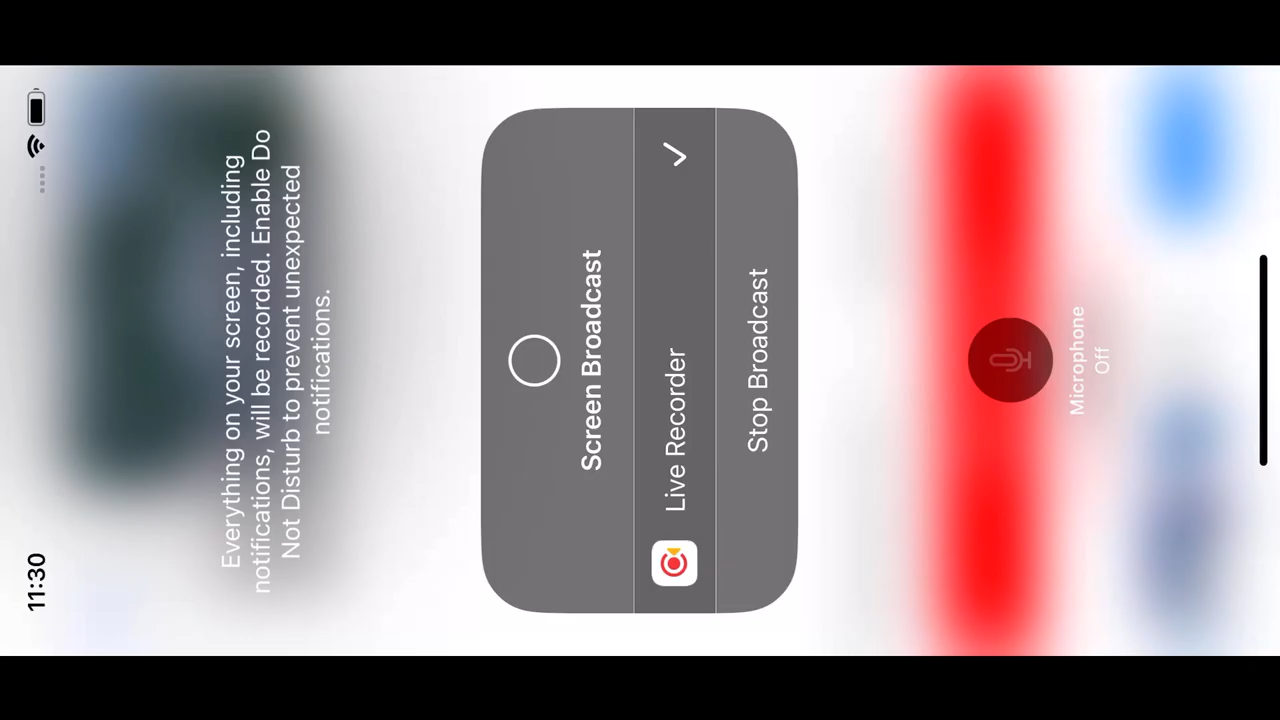 11:30
Everything on your screen, including
notifications, will be recorded. Enable Do
Not Disturb to prevent unexpected
notifications.
Screen Broadcast
Live Recorder
Stop Broadcast
Microphone
Off